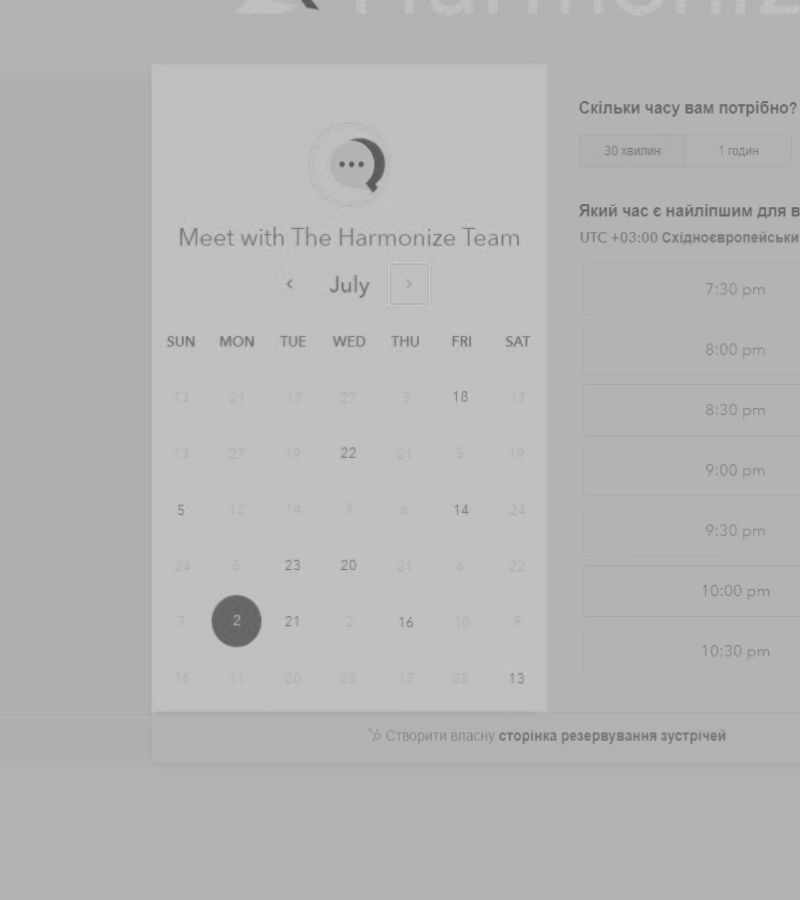 Harmoniz
Meet with The Harmonize Team
July
SUN MON TUE WED THU FRI SAT
13 21 17 27 3 18 17
13 27 19 22 21 5 19
5 12 14 7 6 14 24
24 5 23 20 21 6 22
7 2 21 2 16 10 9
16 11 20 25 17 28 13
Скільки часу вам потрібно?
30 хвилин 1 годин
Який час є найліпшим для в
UTC +03:00 Східноєвропейськи
7:30 pm
8:00 pm
8:30 pm
9:00 pm
9:30 pm
10:00 pm
10:30 pm
Створити власну сторінка резервування зустрічей